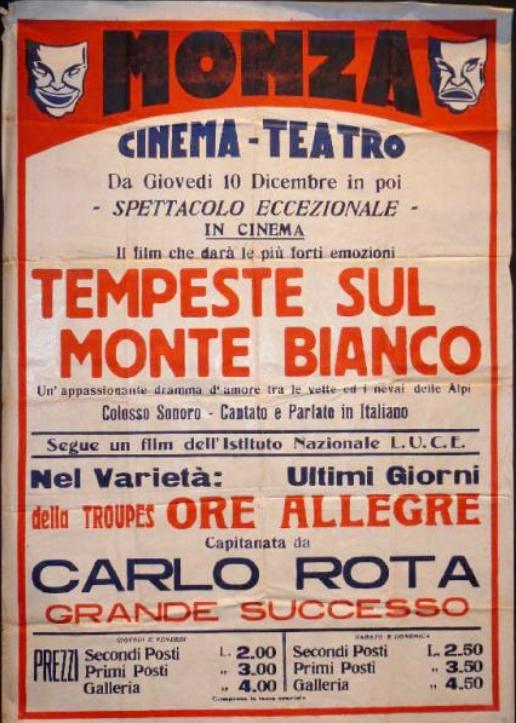 MONZA
CINEMA - TEATRO
Da Giovedi 10 Dicembre in poi
- SPETTACOLO ECCEZIONALE -
IN CINEMA
Il film che darà le più forti emozioni
TEMPESTE SUL
MONTE BIANCO
Un' appassionante dramma d' amore tra le vette ed i nevai delle Alpi
Colosso Sonoro - Cantato e Parlato in Italiano
Segue un film dell'Istituto Nazionale L.U.C.E.
Nel Varietà: Ultimi Giorni
della TROUPES ORE ALLEGRE
Capitanata da
CARLO ROTA
GRANDE SUCCESSO
PREZZI
GIOVEDI E VENERDI
Secondi Posti L. 2.00
Primi Posti " 3.00
Galleria " 4.00
SABATO E DOMENICA
Secondi Posti L. 2.50
Primi Posti " 3.50
Galleria " 4.50